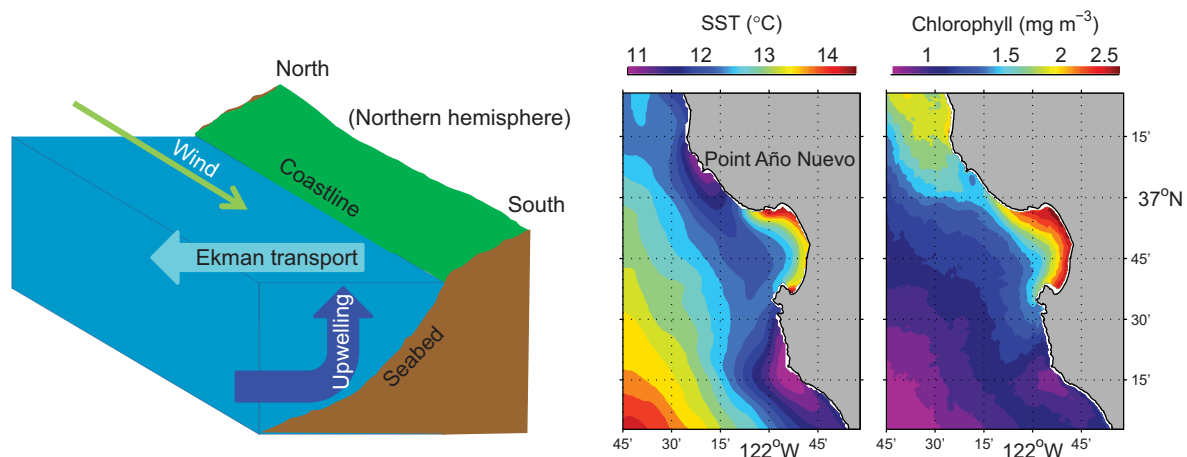 North
(Northern hemisphere)
Wind
Coastline
South
Ekman transport
Upwelling
Seabed
SST (°C)
11 12 13 14
Point Año Nuevo
45' 30' 15' 122°W 45'
Chlorophyll (mg m⁻³)
1 1.5 2 2.5
15'
37°N
45'
30'
15'
45' 30' 15' 122°W 45'